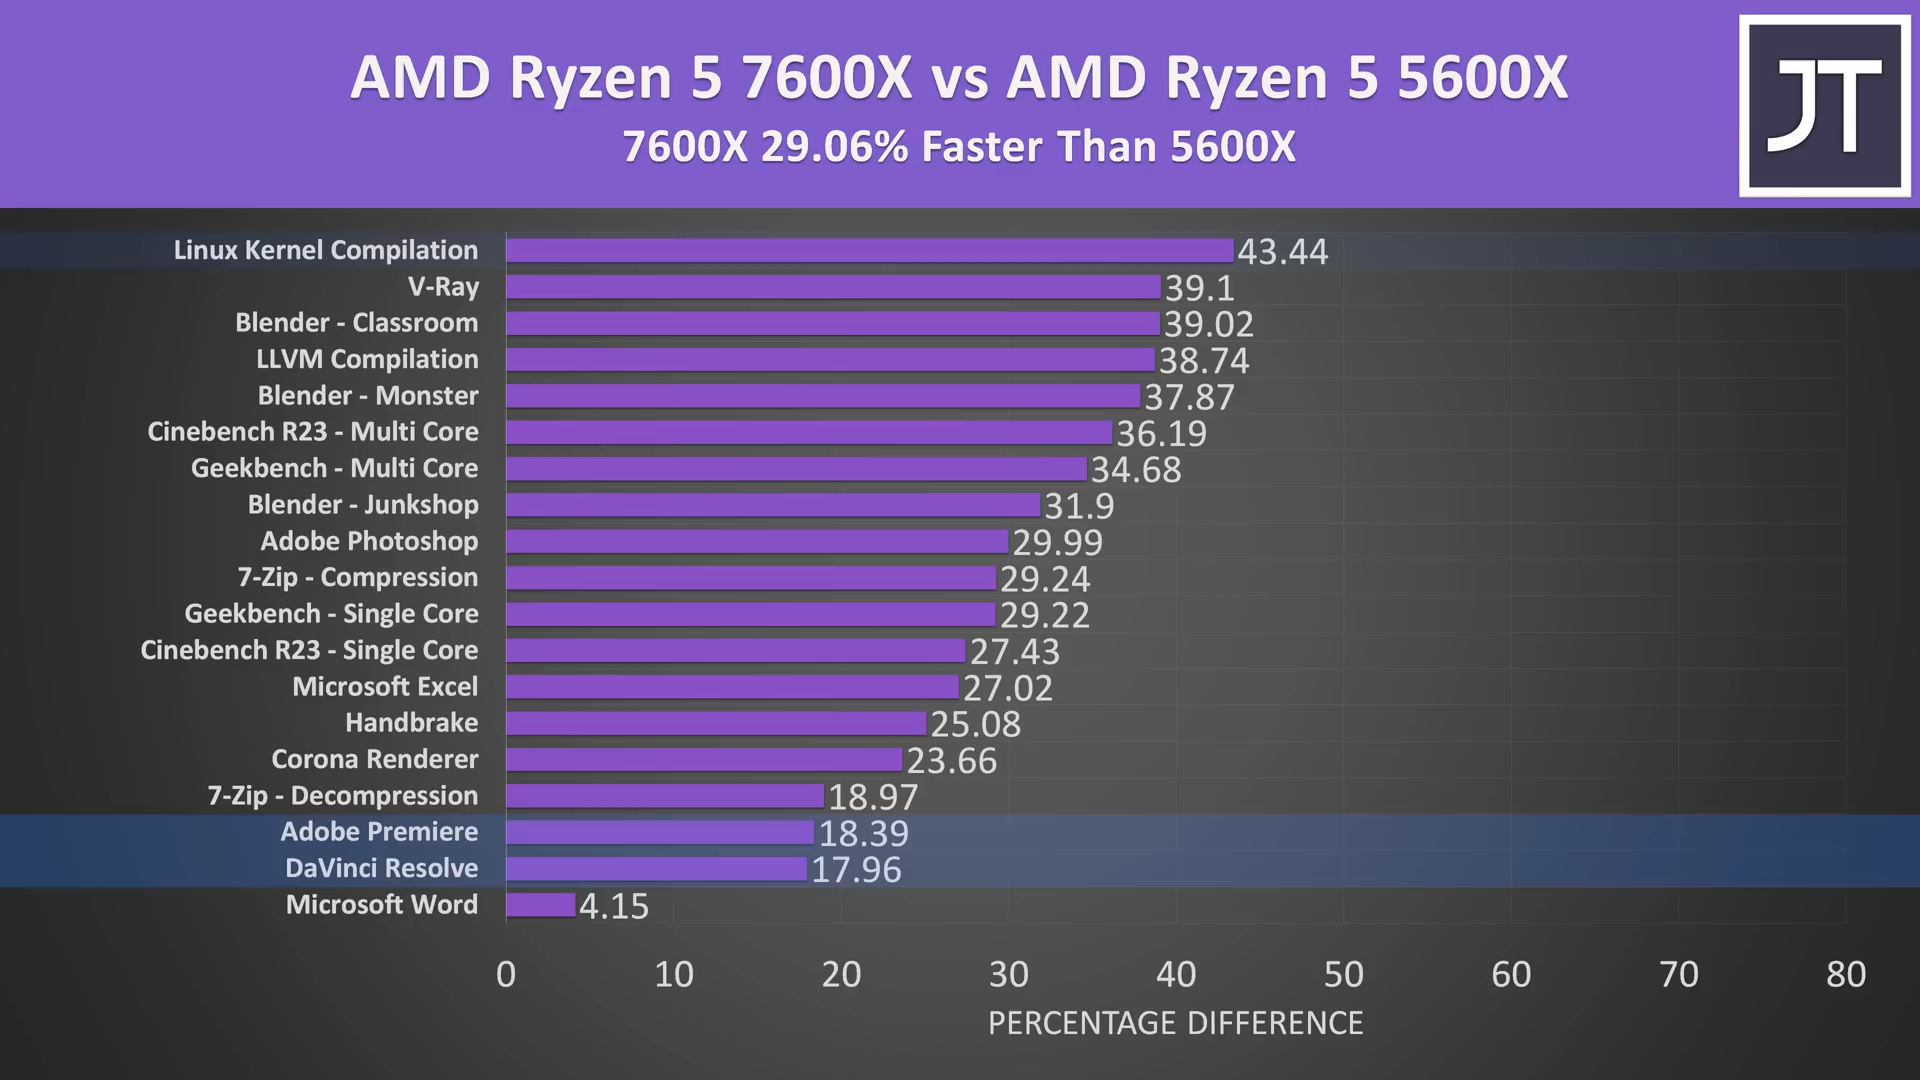 AMD Ryzen 5 7600X vs AMD Ryzen 5 5600X
7600X 29.06% Faster Than 5600X
JT
Linux Kernel Compilation 43.44
V-Ray 39.1
Blender - Classroom 39.02
LLVM Compilation 38.74
Blender - Monster 37.87
Cinebench R23 - Multi Core 36.19
Geekbench - Multi Core 34.68
Blender - Junkshop 31.9
Adobe Photoshop 29.99
7-Zip - Compression 29.24
Geekbench - Single Core 29.22
Cinebench R23 - Single Core 27.43
Microsoft Excel 27.02
Handbrake 25.08
Corona Renderer 23.66
7-Zip - Decompression 18.97
Adobe Premiere 18.39
DaVinci Resolve 17.96
Microsoft Word 4.15
0 10 20 30 40 50 60 70 80
PERCENTAGE DIFFERENCE